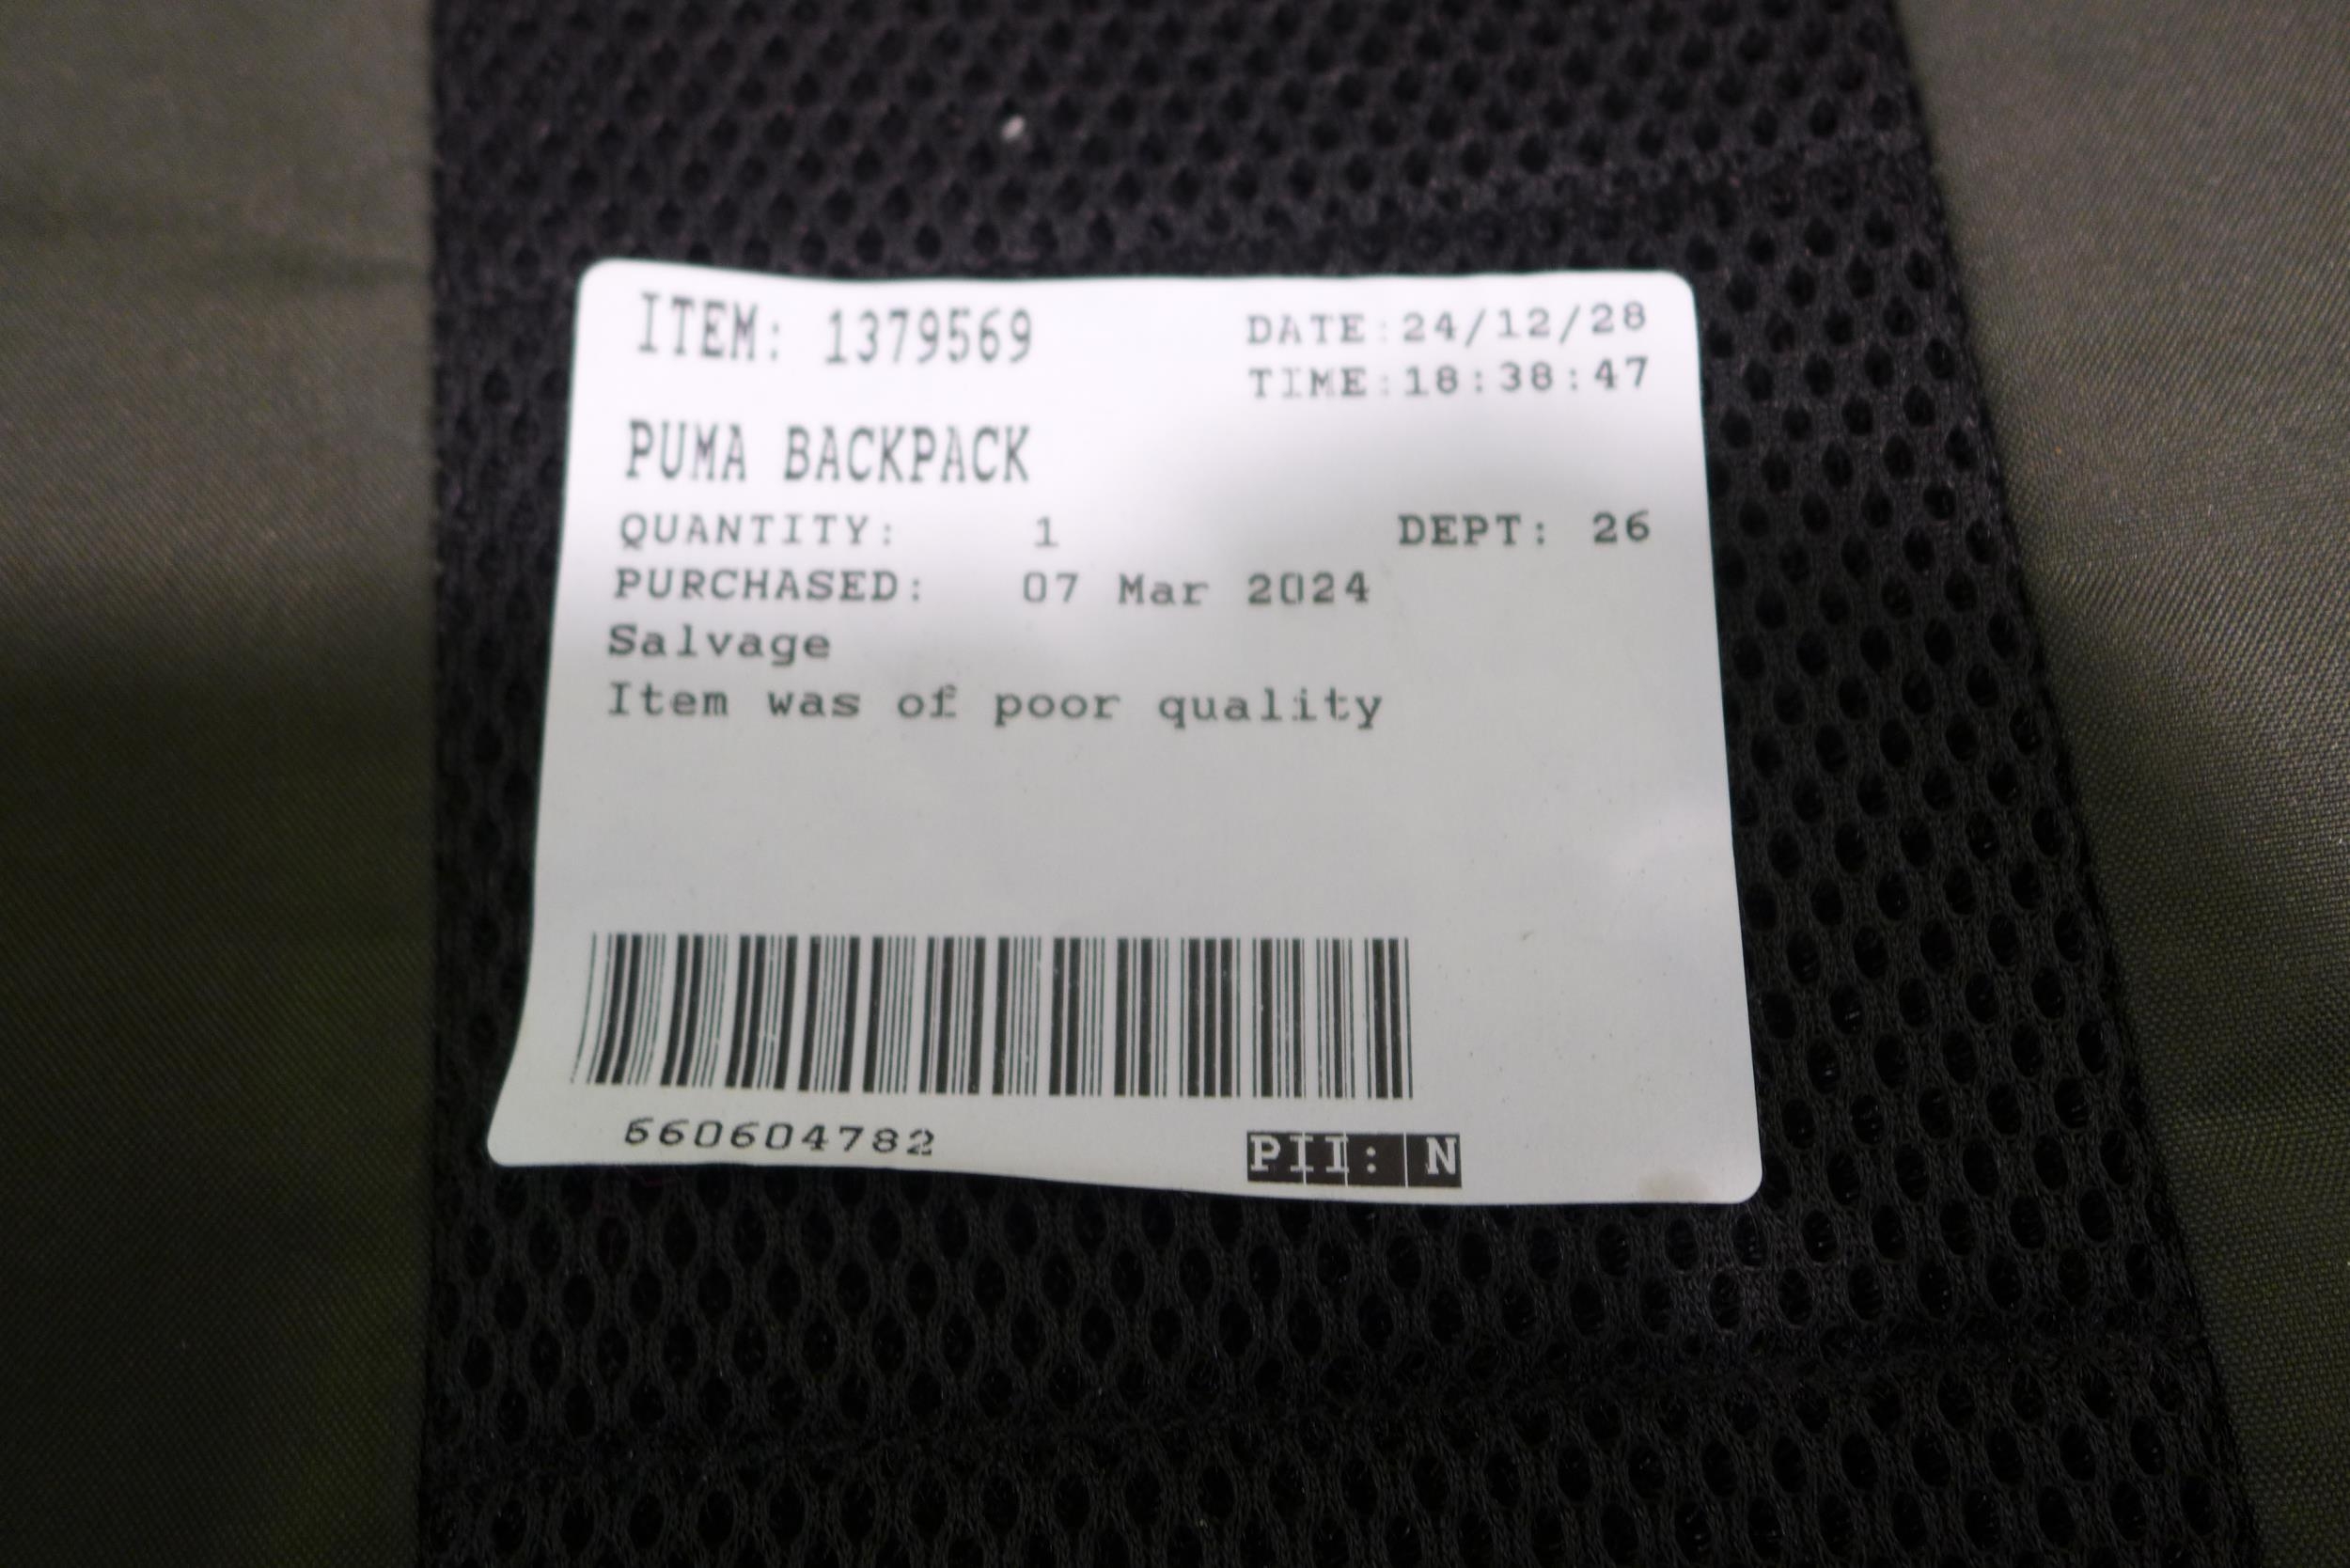 ITEM: 1379569
DATE:24/12/28
TIME:18:38:47
PUMA BACKPACK
QUANTITY: 1 DEPT: 26
PURCHASED: 07 Mar 2024
Salvage
Item was of poor quality
660604782
PII: N